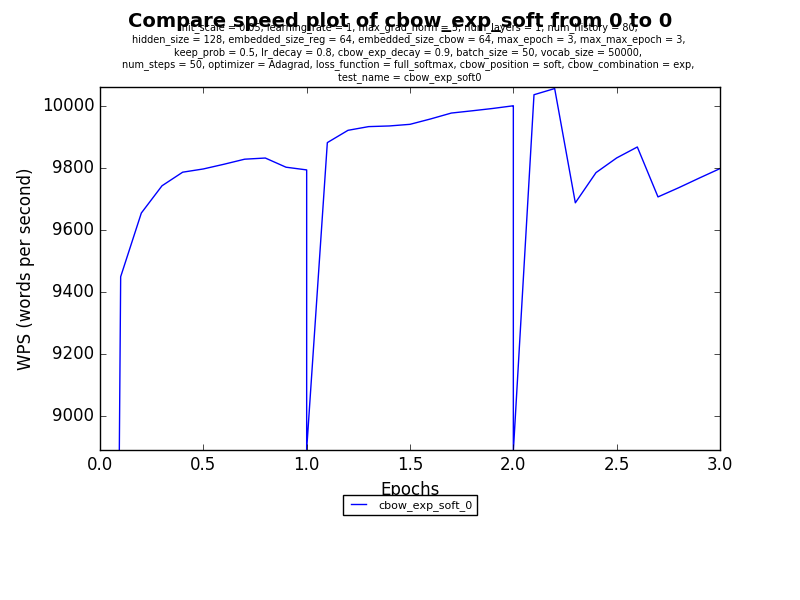 Compare speed plot of cbow_exp_soft from 0 to 0
init_scale = 0.05, learningrate = 1, max_grad_norm = 5, num_layers = 1, num_history = 80,
hidden_size = 128, embedded_size_reg = 64, embedded_size_cbow = 64, max_epoch = 3, max_max_epoch = 3,
keep_prob = 0.5, lr_decay = 0.8, cbow_exp_decay = 0.9, batch_size = 50, vocab_size = 50000,
num_steps = 50, optimizer = Adagrad, loss_function = full_softmax, cbow_position = soft, cbow_combination = exp,
test_name = cbow_exp_soft0
10000
9800
9600
9400
9200
9000
WPS (words per second)
0.0 0.5 1.0 1.5 2.0 2.5 3.0
Epochs
cbow_exp_soft_0